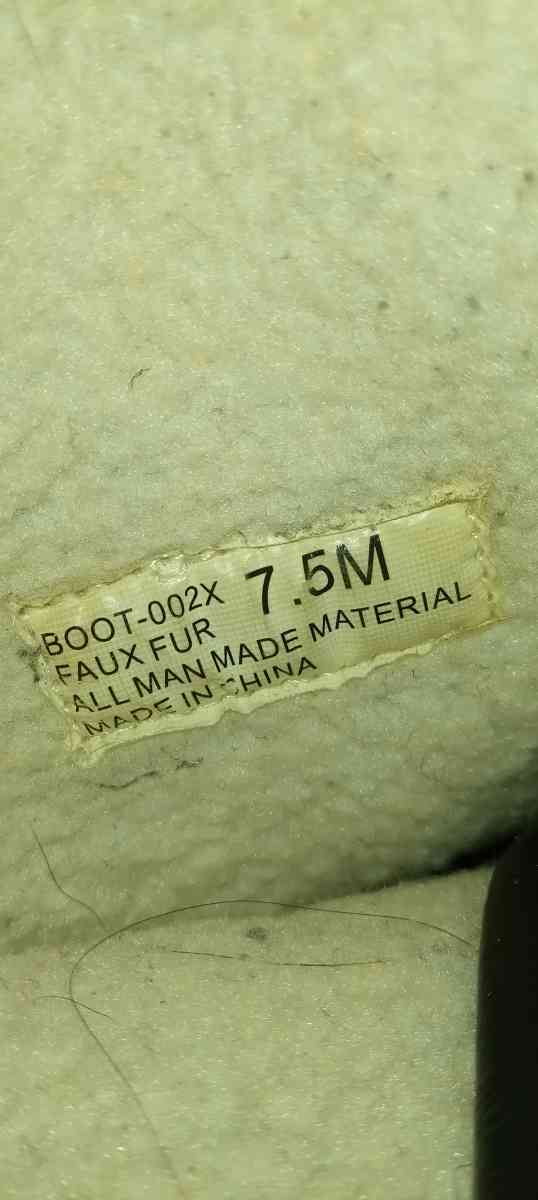 BOOT-002X 7.5M
FAUX FUR
ALL MAN MADE MATERIAL
MADE IN CHINA